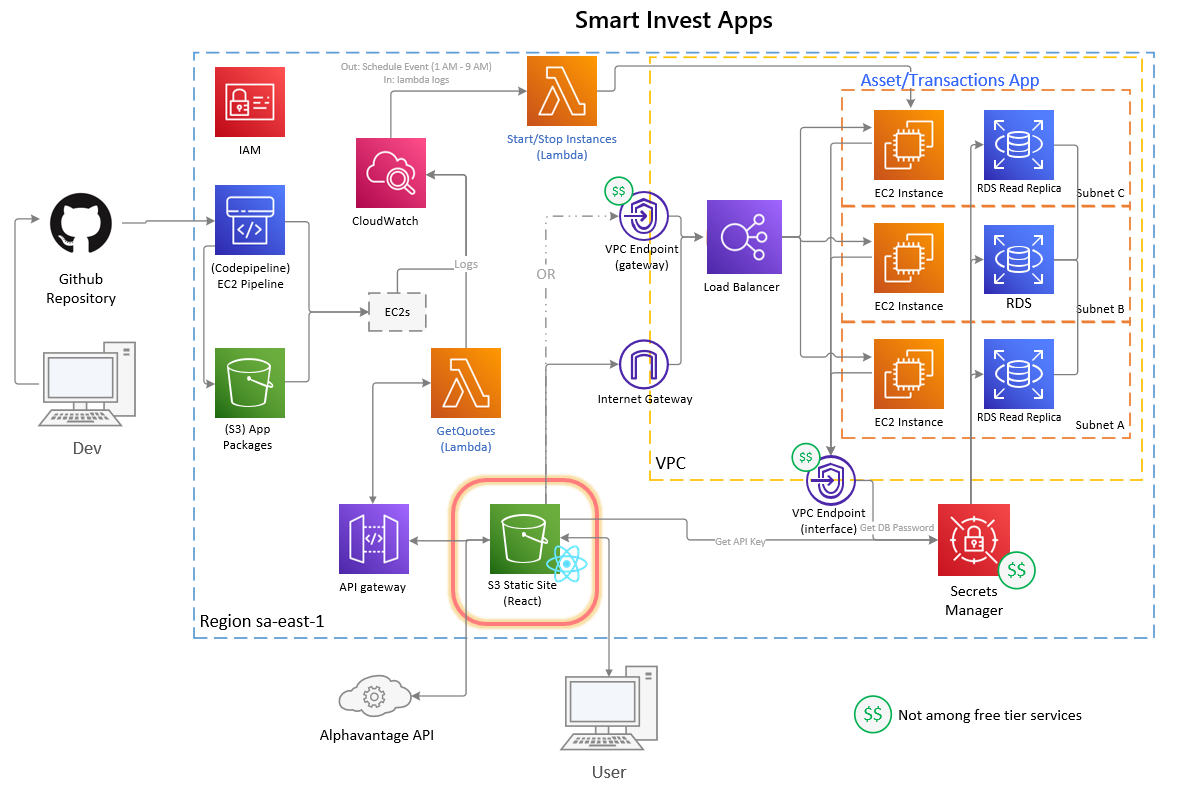 Smart Invest Apps
Out: Schedule Event (1 AM - 9 AM)
In: lambda logs
Asset/Transactions App
IAM
Start/Stop Instances
(Lambda)
CloudWatch
EC2 Instance
RDS Read Replica
Subnet C
$$
VPC Endpoint
(gateway)
Load Balancer
Github
Repository
(Codepipeline)
EC2 Pipeline
Logs
OR
EC2s
EC2 Instance
RDS
Subnet B
Internet Gateway
EC2 Instance
RDS Read Replica
Subnet A
Dev
(S3) App
Packages
GetQuotes
(Lambda)
VPC
$$
VPC Endpoint
(interface)
Get DB Password
Get API Key
API gateway
S3 Static Site
(React)
$$
Secrets
Manager
Region sa-east-1
Alphavantage API
User
$$
Not among free tier services